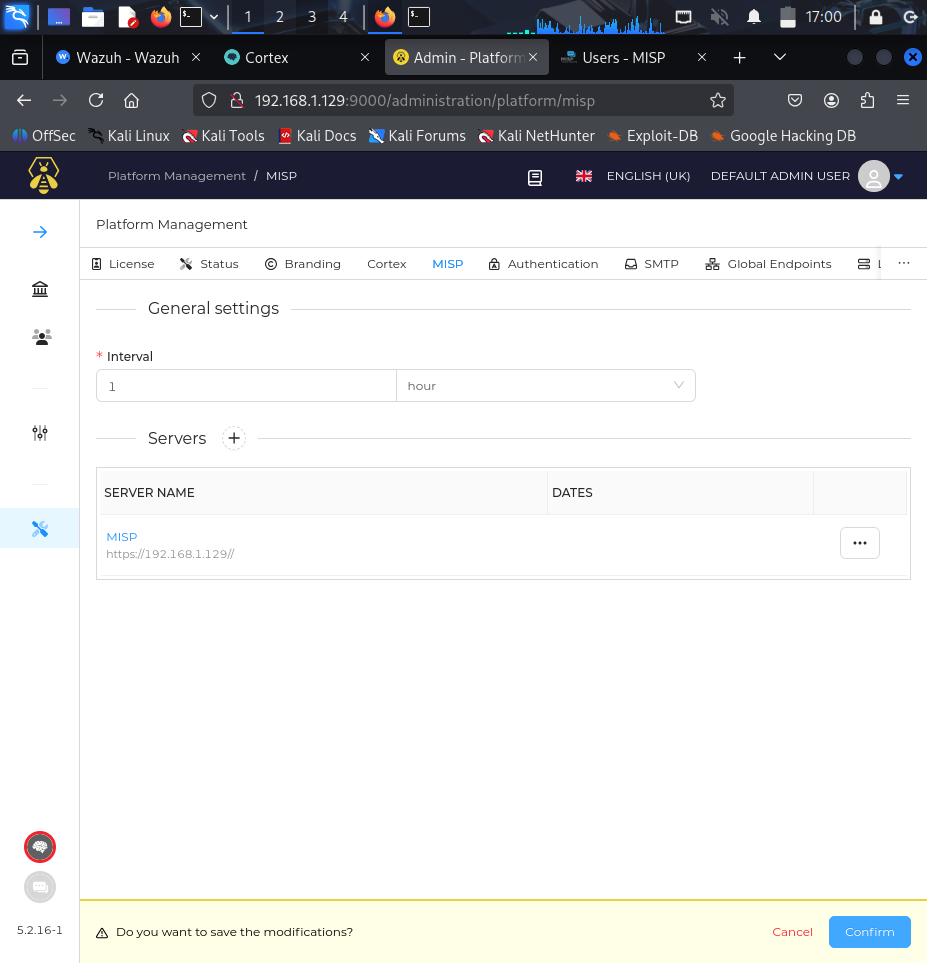 1 2 3 4 17:00
Wazuh - Wazuh Cortex Admin - Platform Users - MISP
192.168.1.129:9000/administration/platform/misp
OffSec Kali Linux Kali Tools Kali Docs Kali Forums Kali NetHunter Exploit-DB Google Hacking DB
Platform Management / MISP ENGLISH (UK) DEFAULT ADMIN USER
Platform Management
License Status Branding Cortex MISP Authentication SMTP Global Endpoints L ...
General settings
* Interval
1 hour
Servers
SERVER NAME DATES
MISP
https://192.168.1.129//
5.2.16-1
Do you want to save the modifications? Cancel Confirm